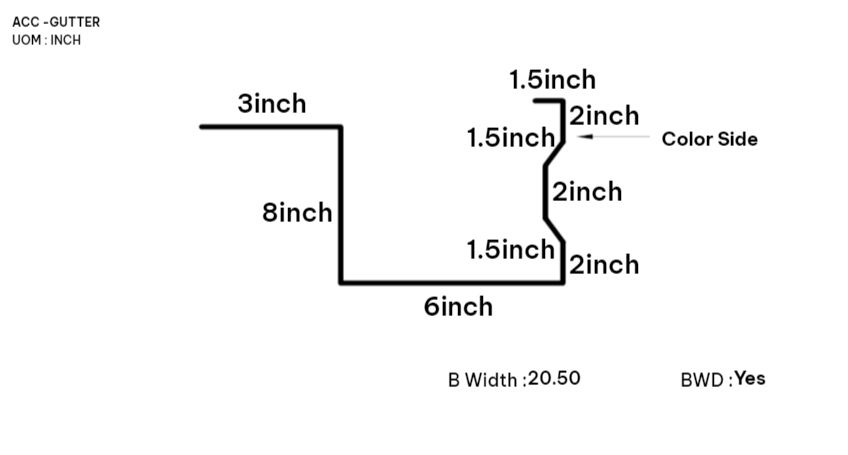 ACC -GUTTER
UOM : INCH
1.5inch
3inch
2inch
1.5inch
Color Side
2inch
8inch
1.5inch
2inch
6inch
B Width :20.50
BWD :Yes